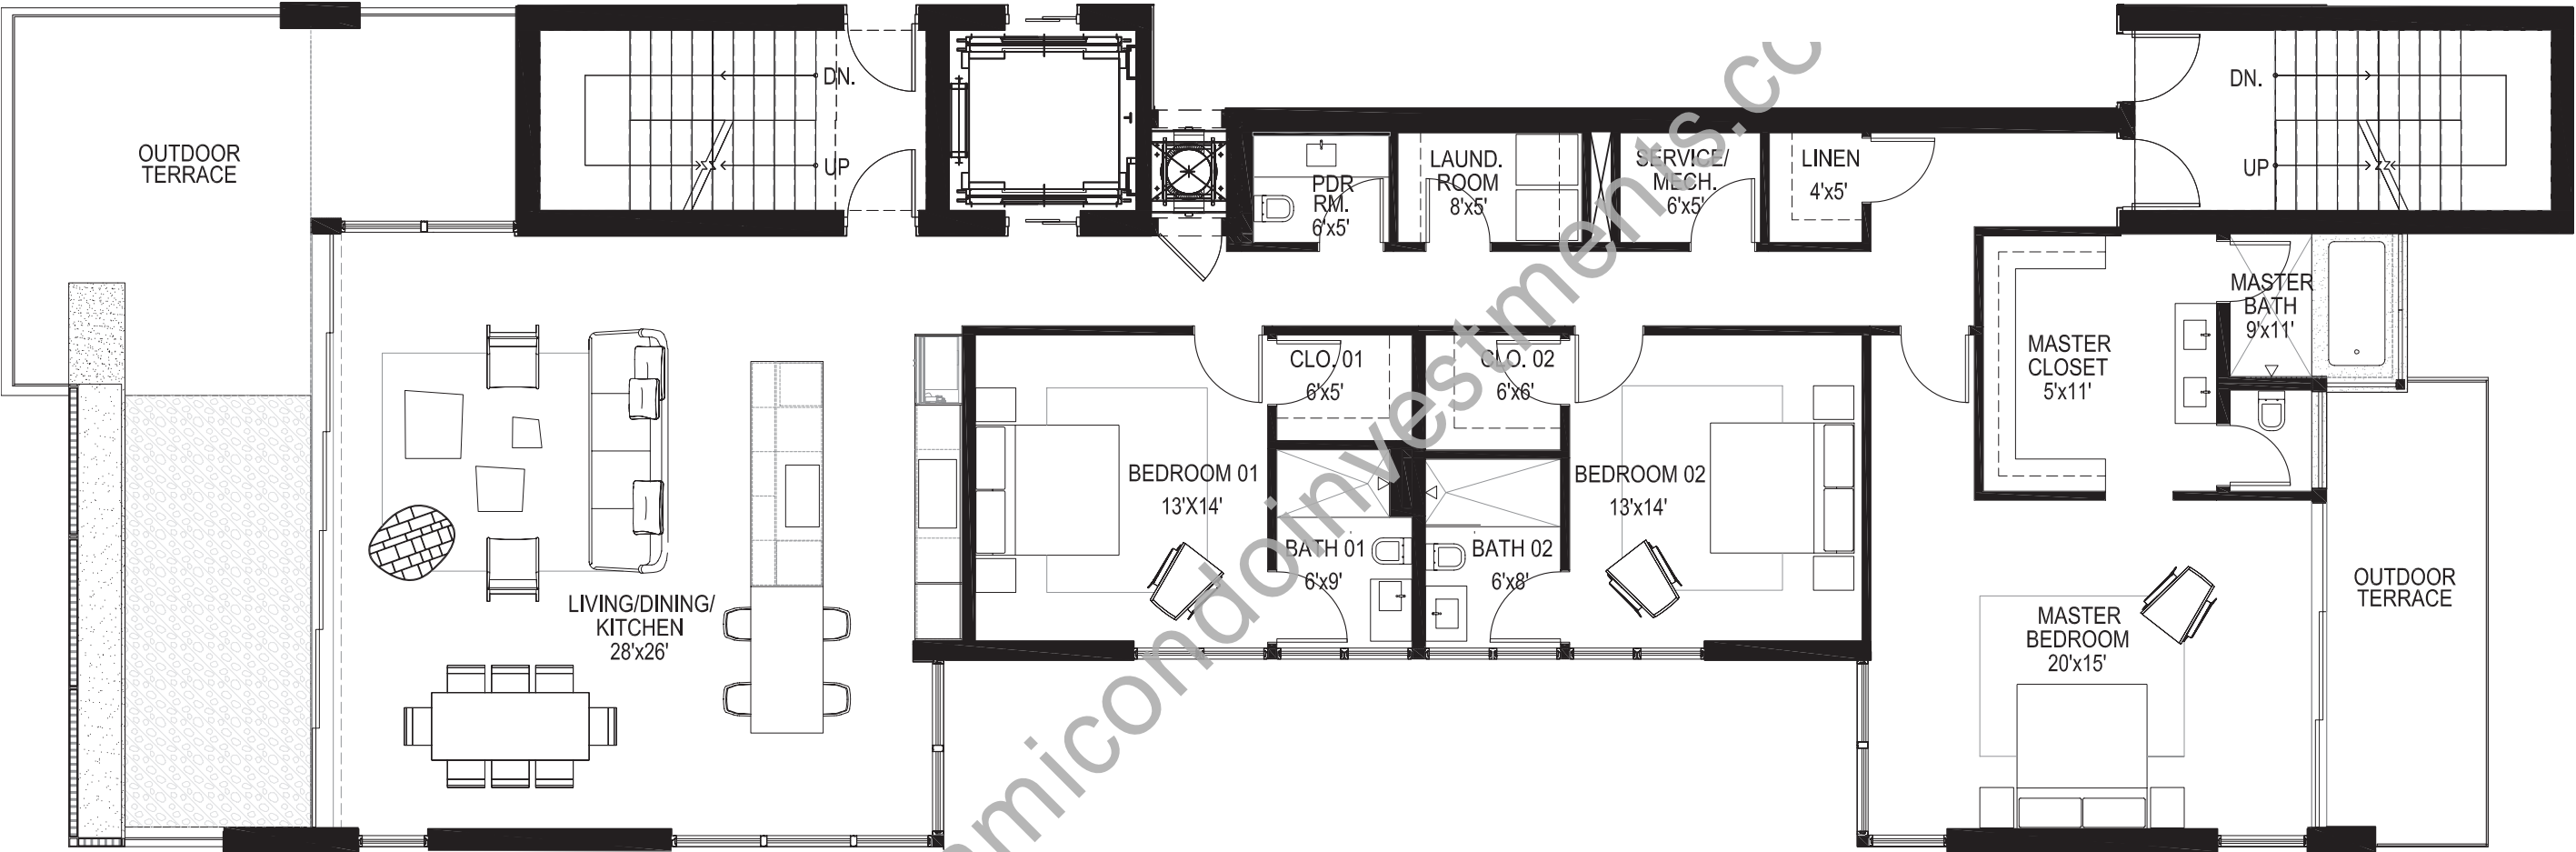 OUTDOOR
TERRACE
DN.
UP
PDR
RM.
6'x5'
LAUND.
ROOM
8'x5'
SERVICE/
MECH.
6'x5'
LINEN
4'x5'
DN.
UP
MASTER
BATH
9'x11'
MASTER
CLOSET
5'x11'
CLO. 01
6'x5'
CLO. 02
6'x6'
BEDROOM 01
13'X14'
BEDROOM 02
13'x14'
BATH 01
6'x9'
BATH 02
6'x8'
LIVING/DINING/
KITCHEN
28'x26'
MASTER
BEDROOM
20'x15'
OUTDOOR
TERRACE
micondoinvestments.co